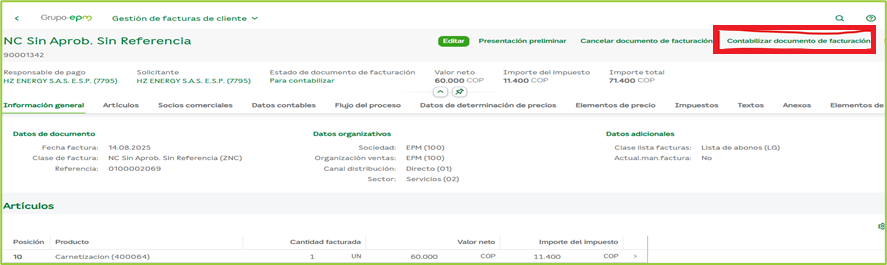 Grupo·epm Gestión de facturas de cliente
NC Sin Aprob. Sin Referencia Editar Presentación preliminar Cancelar documento de facturación Contabilizar documento de facturación
90001342
Responsable de pago Solicitante Estado de documento de facturación Valor neto Importe del impuesto Importe total
HZ ENERGY S.A.S. E.S.P. (7795) HZ ENERGY S.A.S. E.S.P. (7795) Para contabilizar 60.000 COP 11.400 COP 71.400 COP
Información general Artículos Socios comerciales Datos contables Flujo del proceso Datos de determinación de precios Elementos de precio Impuestos Textos Anexos Elementos de
Datos de documento Datos organizativos Datos adicionales
Fecha factura: 14.08.2025 Sociedad: EPM (100) Clase lista facturas: Lista de abonos (LG)
Clase de factura: NC Sin Aprob. Sin Referencia (ZNC) Organización ventas: EPM (100) Actual.man.factura: No
Referencia: 0100002069 Canal distribución: Directo (01)
Sector: Servicios (02)
Artículos
Posición Producto Cantidad facturada Valor neto Importe del impuesto
10 Carnetizacion (400064) 1 UN 60.000 COP 11.400 COP >